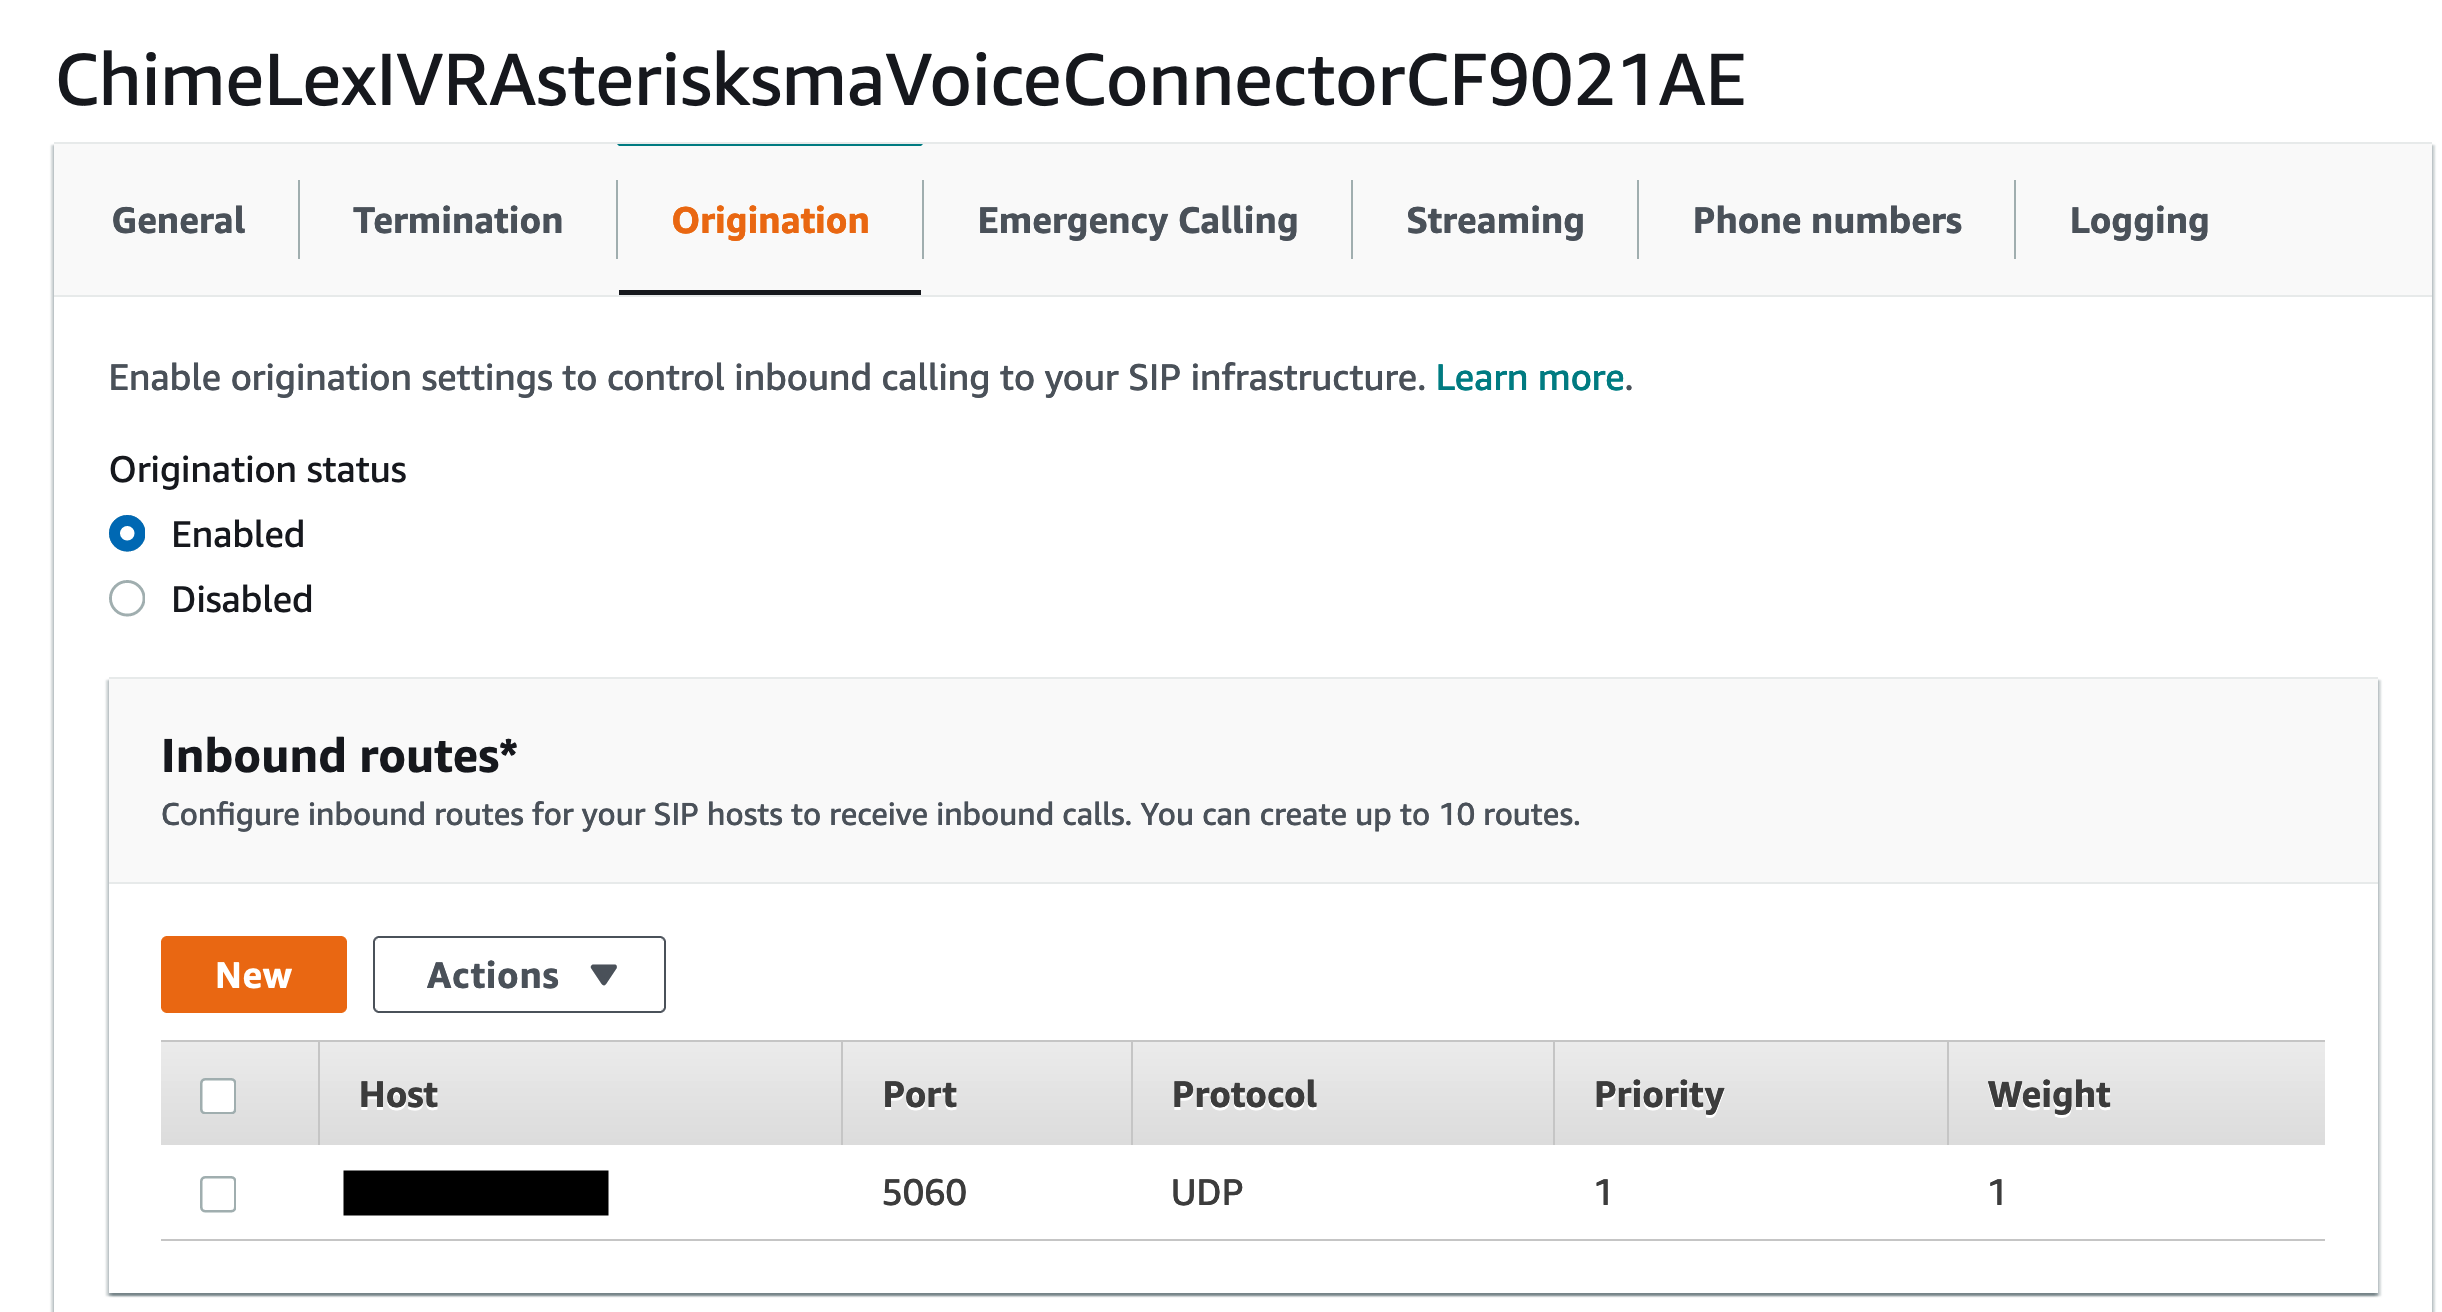 ChimeLexIVRAsterisksmaVoiceConnectorCF9021AE
General Termination Origination Emergency Calling Streaming Phone numbers Logging
Enable origination settings to control inbound calling to your SIP infrastructure. Learn more.
Origination status
Enabled
Disabled
Inbound routes*
Configure inbound routes for your SIP hosts to receive inbound calls. You can create up to 10 routes.
New Actions
Host Port Protocol Priority Weight
5060 UDP 1 1